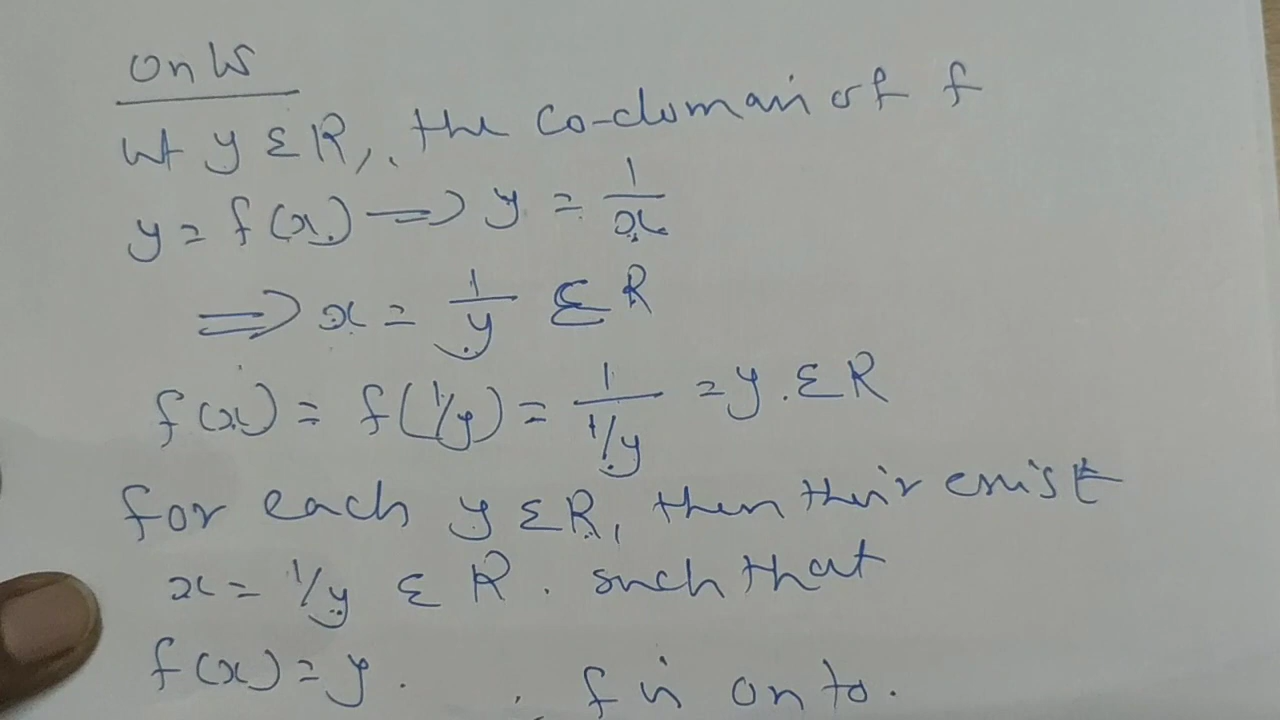 onto
let y ∈ R, the co-domain of f
y = f(x) ⟹ y = 1/x
⟹ x = 1/y ∈ R
f(x) = f(1/y) = 1/(1/y) = y. ∈ R
for each y ∈ R, then their exist
x = 1/y ∈ R. such that
f(x) = y. ∴ f is onto.